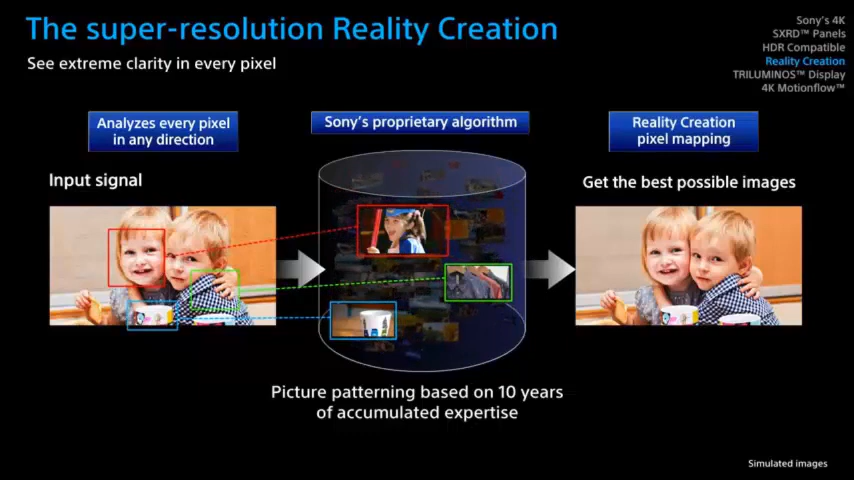 The super-resolution Reality Creation
See extreme clarity in every pixel
Sony's 4K
SXRD™ Panels
HDR Compatible
Reality Creation
TRILUMINOS™ Display
4K Motionflow™
Analyzes every pixel
in any direction
Sony's proprietary algorithm
Reality Creation
pixel mapping
Input signal
Get the best possible images
Picture patterning based on 10 years
of accumulated expertise
Simulated images